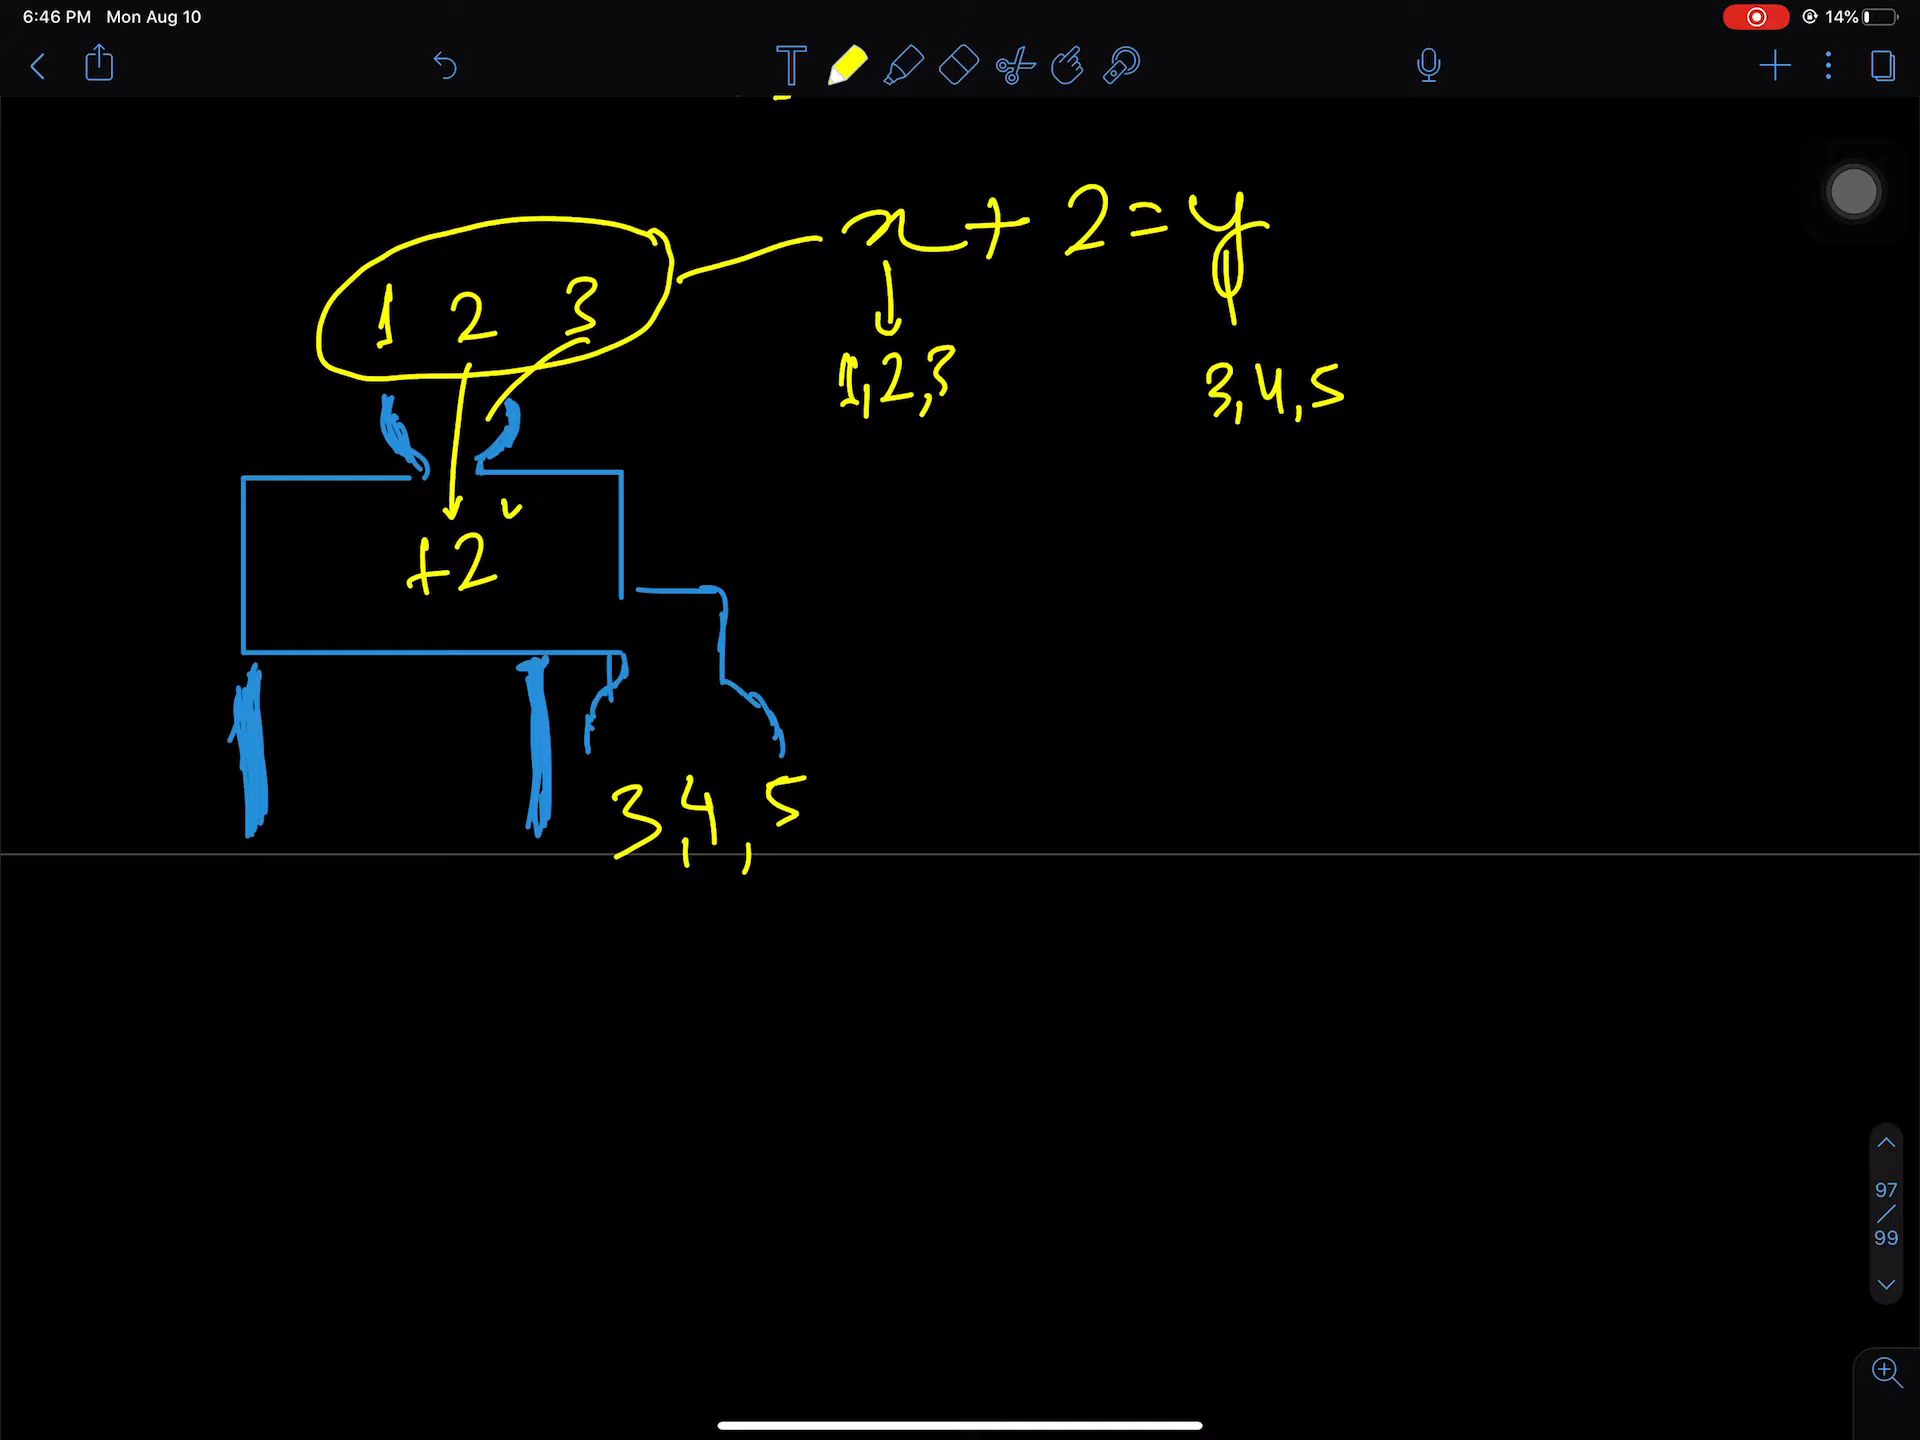 6:46 PM Mon Aug 10
14%
T
x + 2 = y
1 2 3
1,2,3
3,4,5
+2
3,4,5
97
/
99